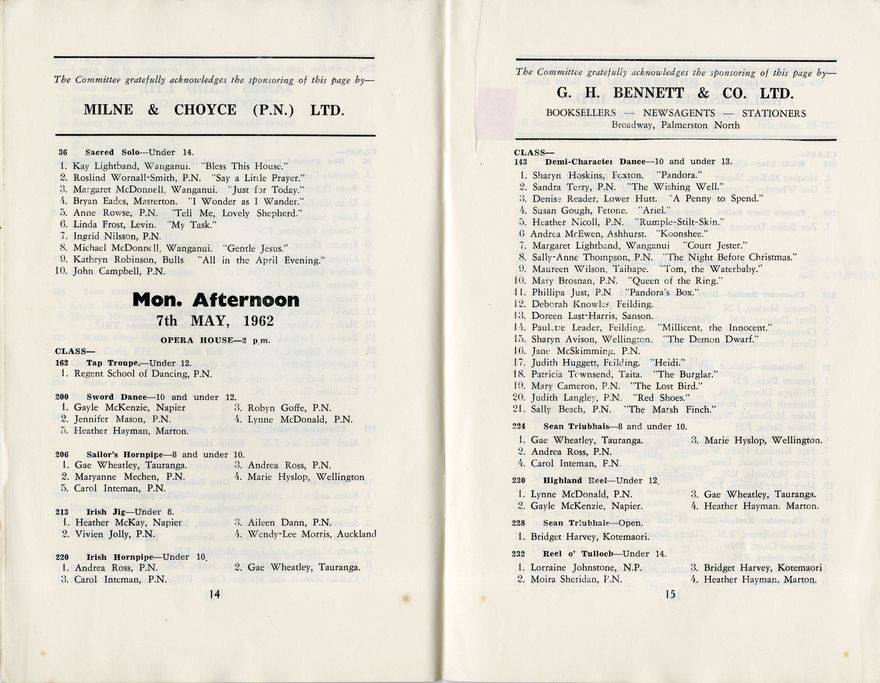 The Committee gratefully acknowledges the sponsoring of this page by—
MILNE & CHOYCE (P.N.) LTD.
36 Sacred Solo—Under 14.
1. Kay Lightband, Wanganui. "Bless This House."
2. Roslind Wornall-Smith, P.N. "Say a Little Prayer."
3. Margaret McDonnell, Wanganui. "Just for Today."
4. Bryan Eades, Masterton. "I Wonder as I Wander."
5. Anne Rowse, P.N. "Tell Me, Lovely Shepherd."
6. Linda Frost, Levin. "My Task."
7. Ingrid Nilsson, P.N.
8. Michael McDonnell, Wanganui. "Gentle Jesus."
9. Kathryn Robinson, Bulls "All in the April Evening."
10. John Campbell, P.N.
Mon. Afternoon
7th MAY, 1962
OPERA HOUSE—2 p.m.
CLASS—
162 Tap Troupe.—Under 12.
1. Regent School of Dancing, P.N.
200 Sword Dance—10 and under 12.
1. Gayle McKenzie, Napier 3. Robyn Goffe, P.N.
2. Jennifer Mason, P.N. 4. Lynne McDonald, P.N.
5. Heather Hayman, Marton.
206 Sailor's Hornpipe—8 and under 10.
1. Gae Wheatley, Tauranga. 3. Andrea Ross, P.N.
2. Maryanne Mechen, P.N. 4. Marie Hyslop, Wellington
5. Carol Inteman, P.N.
213 Irish Jig—Under 8.
1. Heather McKay, Napier 3. Aileen Dann, P.N.
2. Vivien Jolly, P.N. 4. Wendy-Lee Morris, Auckland
220 Irish Hornpipe—Under 10.
1. Andrea Ross, P.N. 2. Gae Wheatley, Tauranga.
3. Carol Inteman, P.N.
14
The Committee gratefully acknowledges the sponsoring of this page by—
G. H. BENNETT & CO. LTD.
BOOKSELLERS — NEWSAGENTS — STATIONERS
Broadway, Palmerston North
CLASS—
143 Demi-Character Dance—10 and under 13.
1. Sharyn Hoskins, Foxton. "Pandora."
2. Sandra Terry, P.N. "The Wishing Well."
3. Denise Reader, Lower Hutt. "A Penny to Spend."
4. Susan Gough, Petone. "Ariel."
5. Heather Nicoll, P.N. "Rumple-Stilt-Skin."
6 Andrea McEwen, Ashhurst. "Koonshee."
7. Margaret Lightband, Wanganui "Court Jester."
8. Sally-Anne Thompson, P.N. "The Night Before Christmas."
9. Maureen Wilson, Taihape. "Tom, the Waterbaby."
10. Mary Brosnan, P.N. "Queen of the Ring."
11. Phillipa Just, P.N "Pandora's Box."
12. Deborah Knowles, Feilding.
13. Doreen Last-Harris, Sanson.
14. Paulette Leader, Feilding. "Millicent, the Innocent."
15. Sharyn Avison, Wellington. "The Demon Dwarf."
16. Jane McSkimming, P.N.
17. Judith Huggett, Feilding. "Heidi."
18. Patricia Townsend, Taita. "The Burglar."
19. Mary Cameron, P.N. "The Lost Bird."
20. Judith Langley, P.N. "Red Shoes."
21. Sally Beach, P.N. "The Marsh Finch."
224 Sean Triubhais—8 and under 10.
1. Gae Wheatley, Tauranga. 3. Marie Hyslop, Wellington.
2. Andrea Ross, P.N.
4. Carol Inteman, P.N.
230 Highland Reel—Under 12.
1. Lynne McDonald, P.N. 3. Gae Wheatley, Tauranga.
2. Gayle McKenzie, Napier. 4. Heather Hayman. Marton.
228 Sean Triubhais—Open.
1. Bridget Harvey, Kotemaori.
232 Reel o' Tulloch—Under 14.
1. Lorraine Johnstone, N.P. 3. Bridget Harvey, Kotemaori
2. Moira Sheridan, P.N. 4. Heather Hayman, Marton.
15